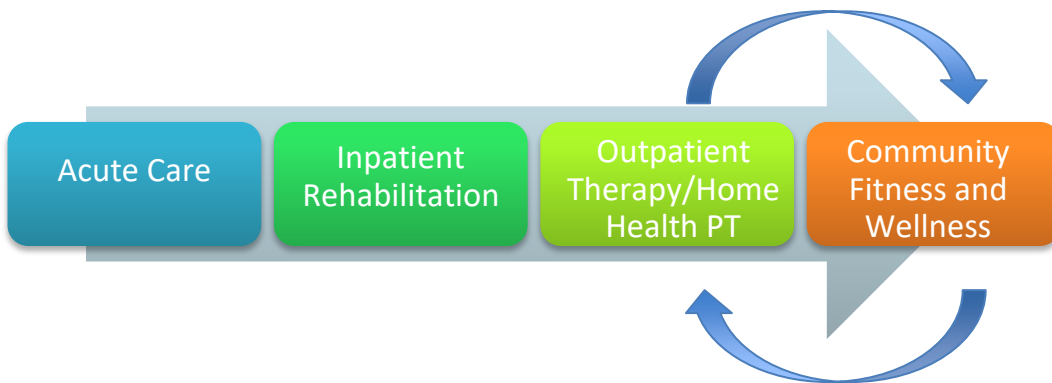 Acute Care
Inpatient
Rehabilitation
Outpatient
Therapy/Home
Health PT
Community
Fitness and
Wellness